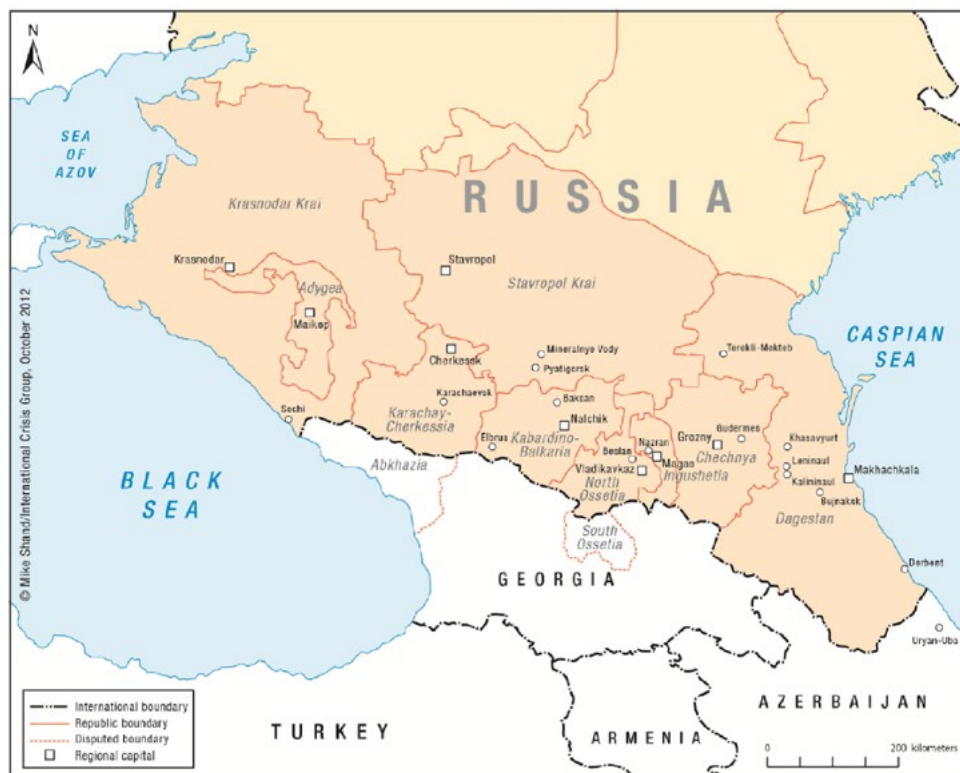 N
SEA
OF
AZOV
RUSSIA
Krasnodar Krai
Krasnodar
Adygea
Maikop
Stavropol
Stavropol Krai
CASPIAN
SEA
Cherkessk
Mineralnye Vody
Pyatigorsk
Terekli-Mekteb
Karachaevsk
Karachay-
Cherkessia
Baksan
Nalchik
Elbrus
Kabardino-
Balkaria
Sochi
Beslan
Nazran
Magas
Vladikavkaz
Ingushetia
North
Ossetia
Grozny
Gudermes
Chechnya
Khasavyurt
Leninaul
Kalininaul
Makhachkala
Bujnaksk
Dagestan
Abkhazia
BLACK
SEA
South
Ossetia
GEORGIA
Derbent
Uryan-Uba
© Mike Shand/International Crisis Group, October 2012
International boundary
Republic boundary
Disputed boundary
Regional capital
TURKEY
ARMENIA
AZERBAIJAN
0 200 kilometers